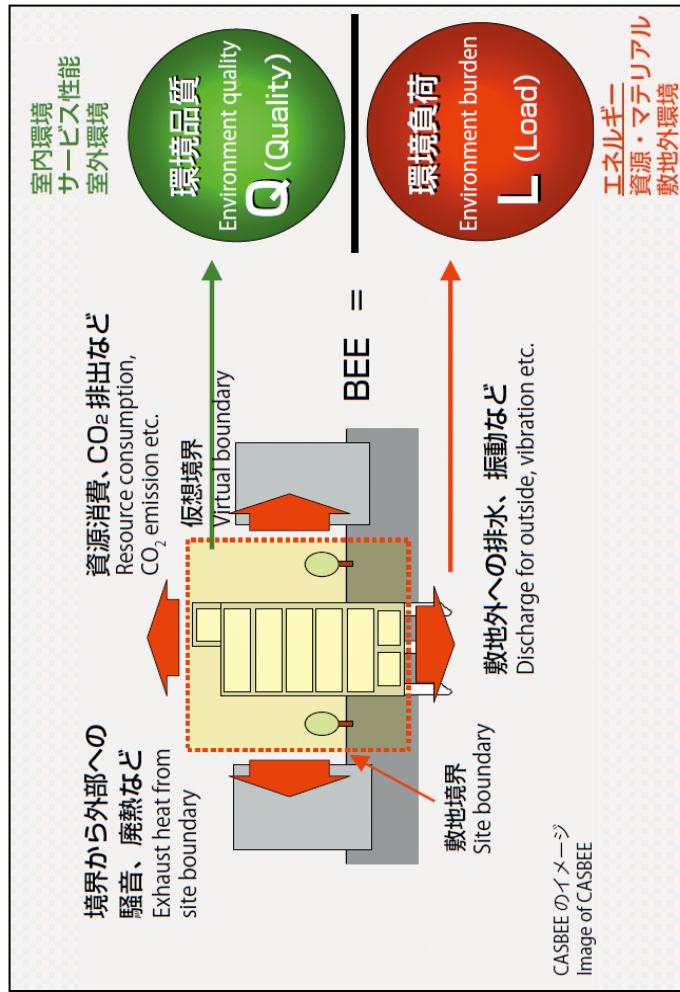 境界から外部への
騒音、廃熱など
Exhaust heat from
site boundary
資源消費、CO₂排出など
Resource consumption,
CO₂ emission etc.
仮想境界
Virtual boundary
室内環境
サービス性能
室外環境
環境品質
Environment quality
Q (Quality)
BEE =
環境負荷
Environment burden
L (Load)
エネルギー
資源・マテリアル
敷地外環境
敷地境界
Site boundary
敷地外への排水、振動など
Discharge for outside, vibration etc.
CASBEEのイメージ
Image of CASBEE